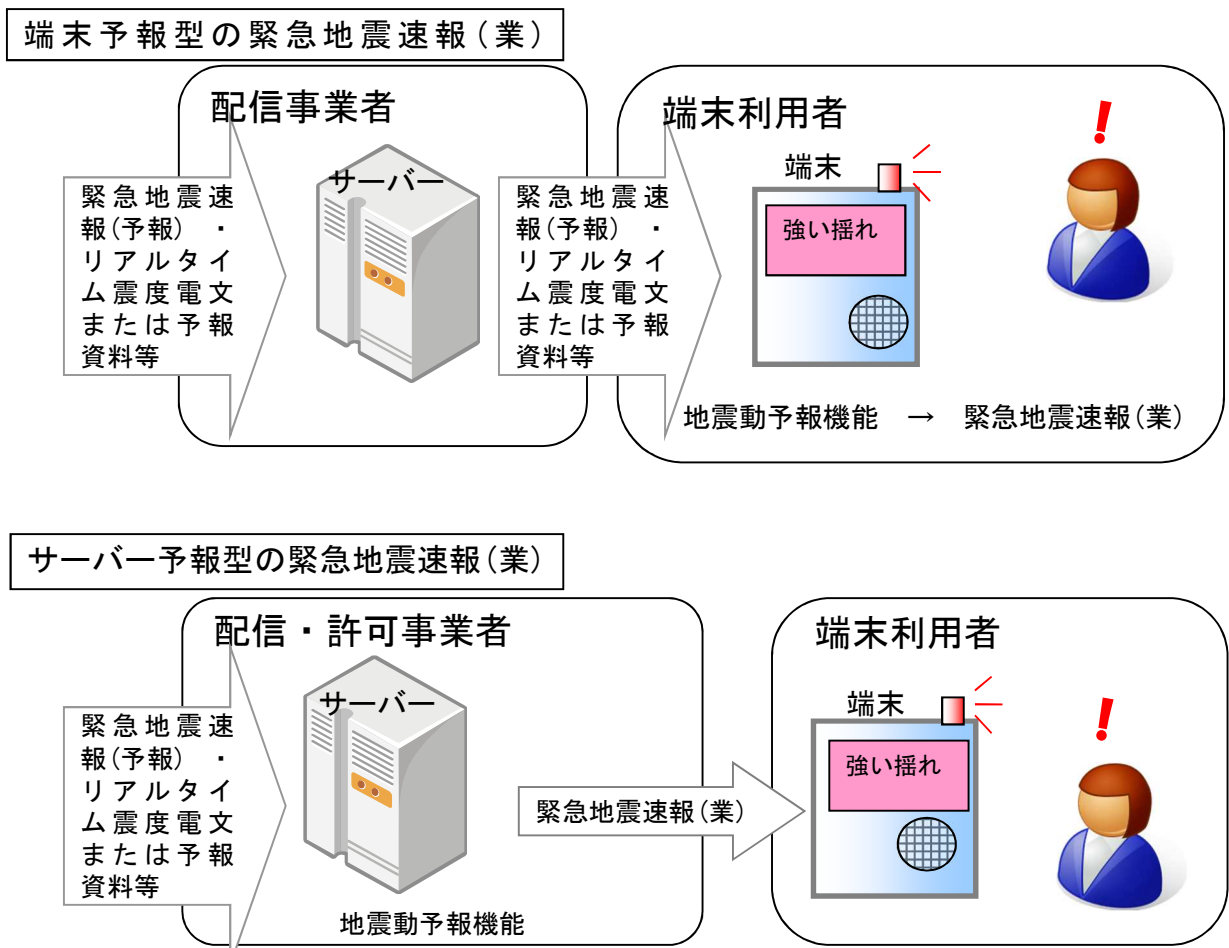 端末予報型の緊急地震速報(業)
配信事業者
サーバー
緊急地震速
報(予報)・
リアルタイ
ム震度電文
または予報
資料等
緊急地震速
報(予報)・
リアルタイ
ム震度電文
または予報
資料等
端末利用者
端末
強い揺れ
!
地震動予報機能 → 緊急地震速報(業)
サーバー予報型の緊急地震速報(業)
配信・許可事業者
サーバー
緊急地震速
報(予報)・
リアルタイ
ム震度電文
または予報
資料等
地震動予報機能
緊急地震速報(業)
端末利用者
端末
強い揺れ
!